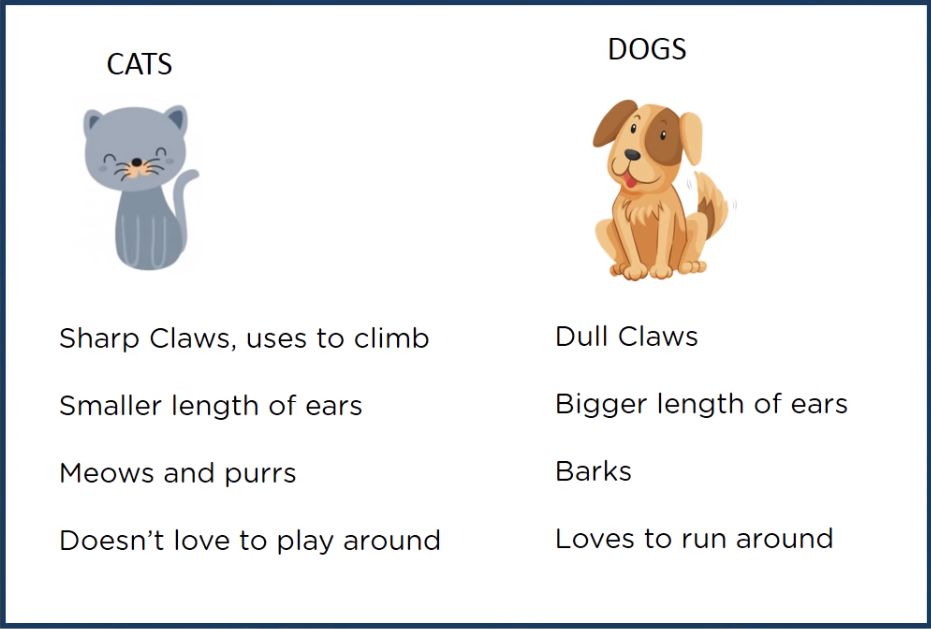 CATS
DOGS
Sharp Claws, uses to climb
Smaller length of ears
Meows and purrs
Doesn’t love to play around
Dull Claws
Bigger length of ears
Barks
Loves to run around